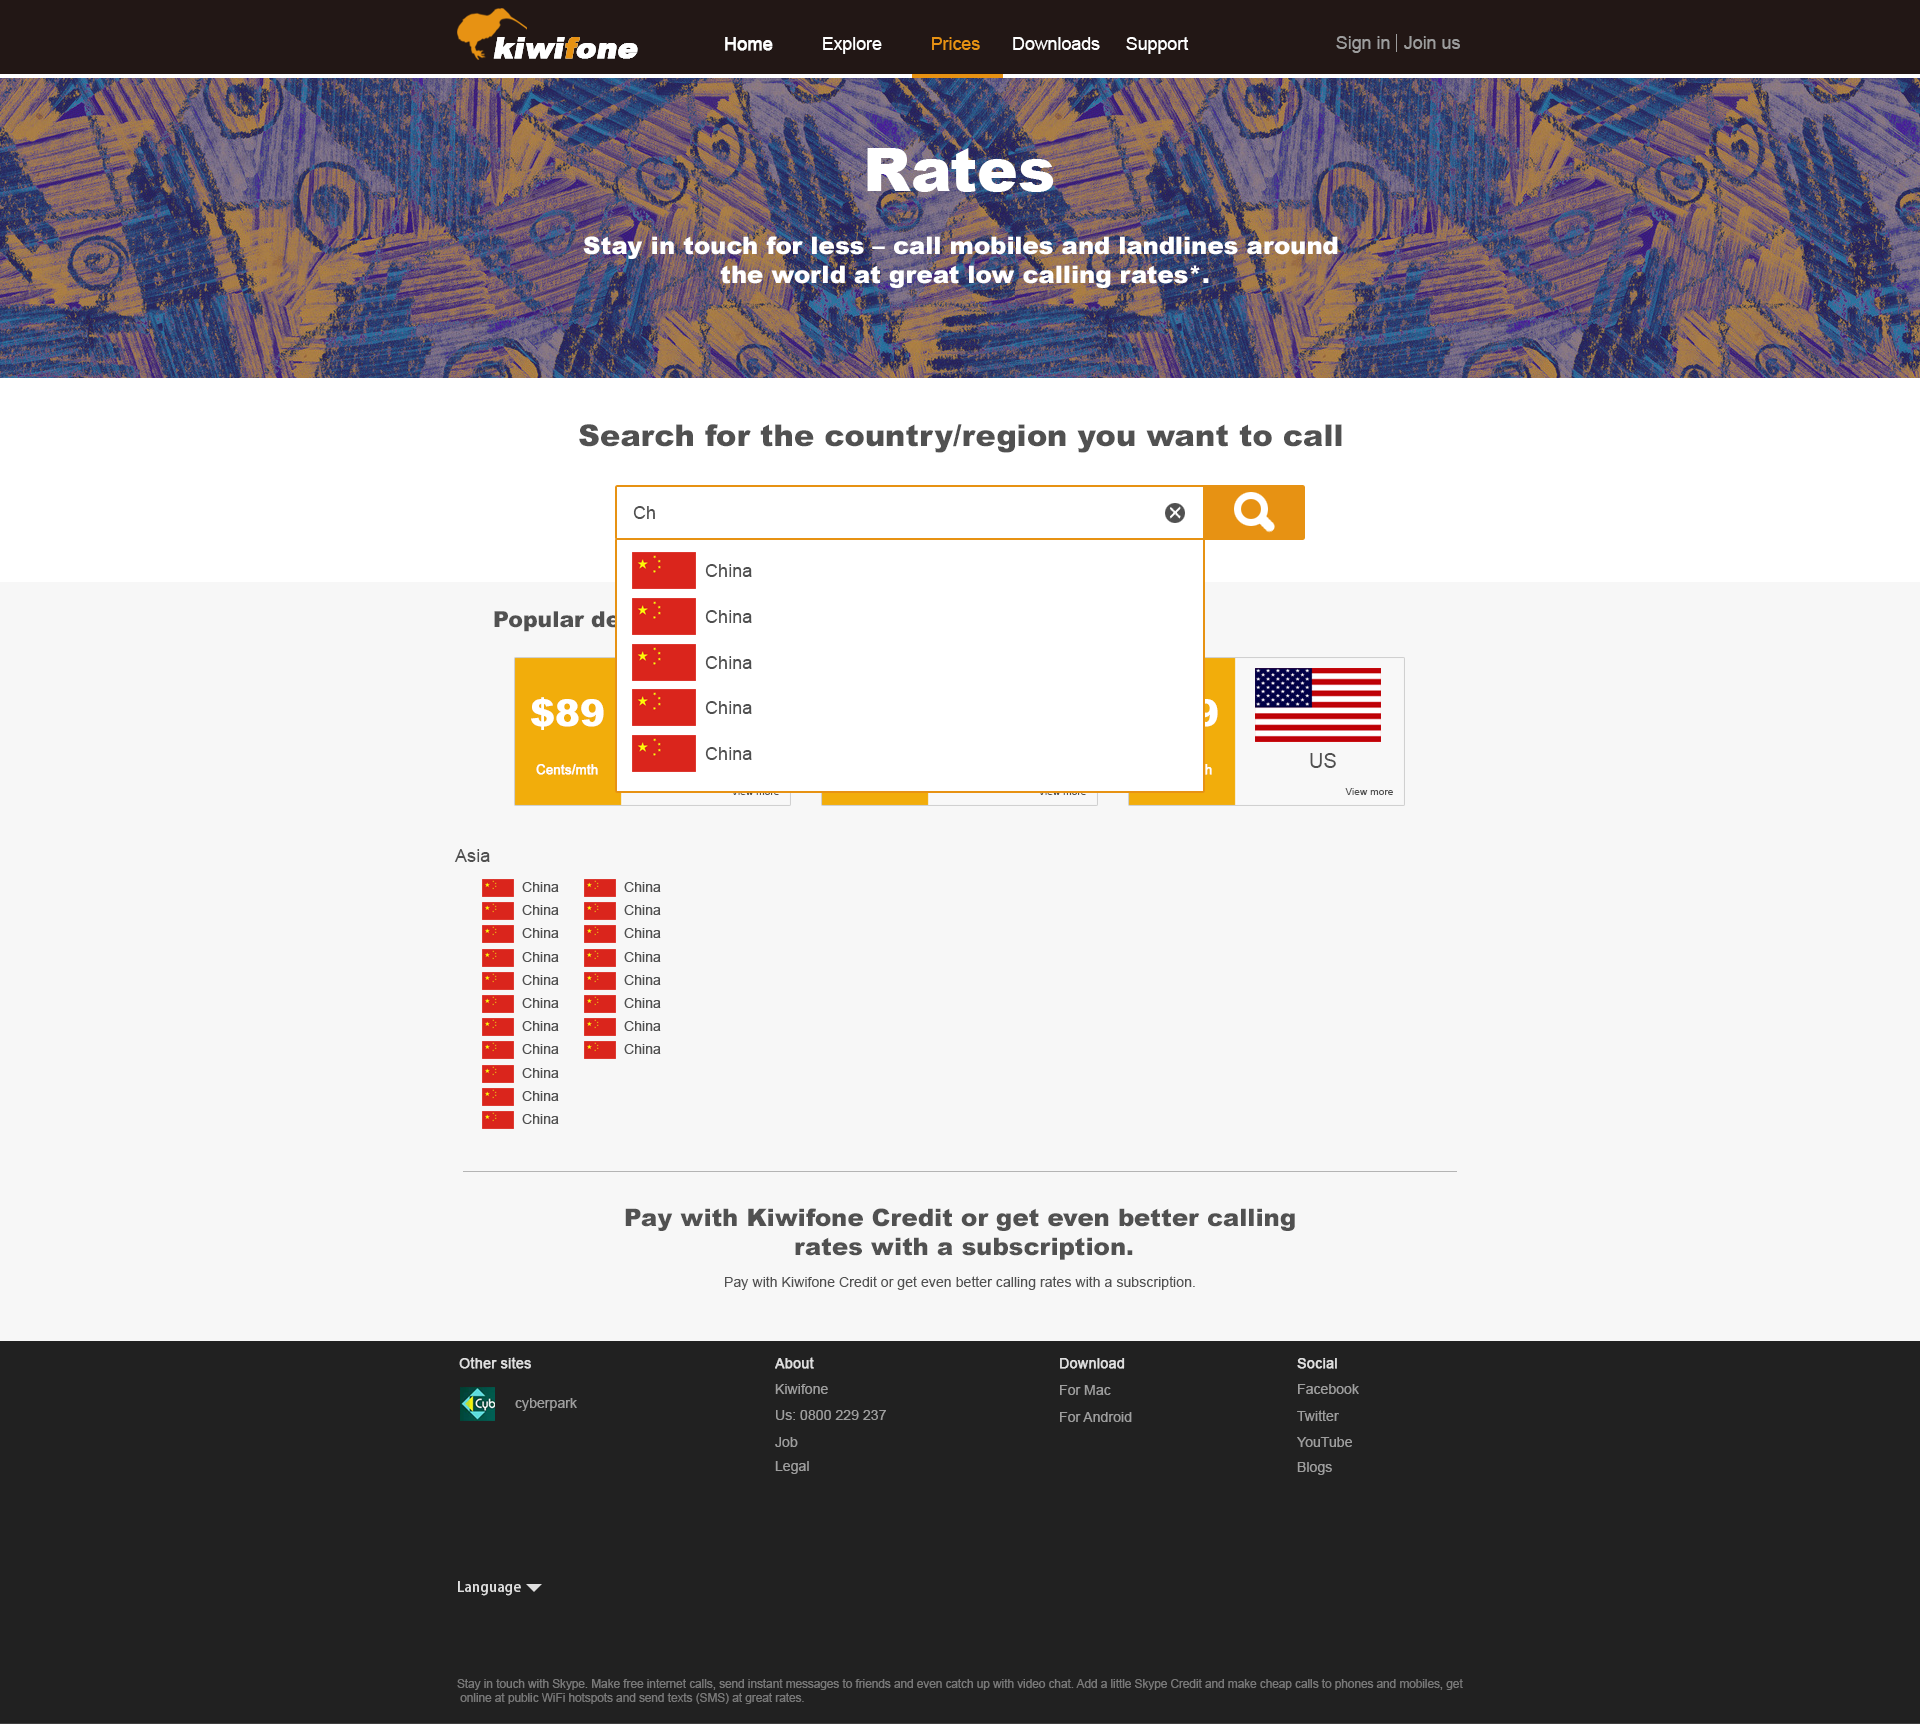 kiwifone
Home Explore Prices Downloads Support
Sign in | Join us
Rates
Stay in touch for less – call mobiles and landlines around
the world at great low calling rates*.
Search for the country/region you want to call
Ch
China
China
China
China
China
Popular de
$89
Cents/mth
View more
View more
9
h
US
View more
Asia
China China
China China
China China
China China
China China
China China
China China
China China
China
China
China
Pay with Kiwifone Credit or get even better calling
rates with a subscription.
Pay with Kiwifone Credit or get even better calling rates with a subscription.
Other sites
Cyb cyberpark
About
Kiwifone
Us: 0800 229 237
Job
Legal
Download
For Mac
For Android
Social
Facebook
Twitter
YouTube
Blogs
Language
Stay in touch with Skype. Make free internet calls, send instant messages to friends and even catch up with video chat. Add a little Skype Credit and make cheap calls to phones and mobiles, get
online at public WiFi hotspots and send texts (SMS) at great rates.